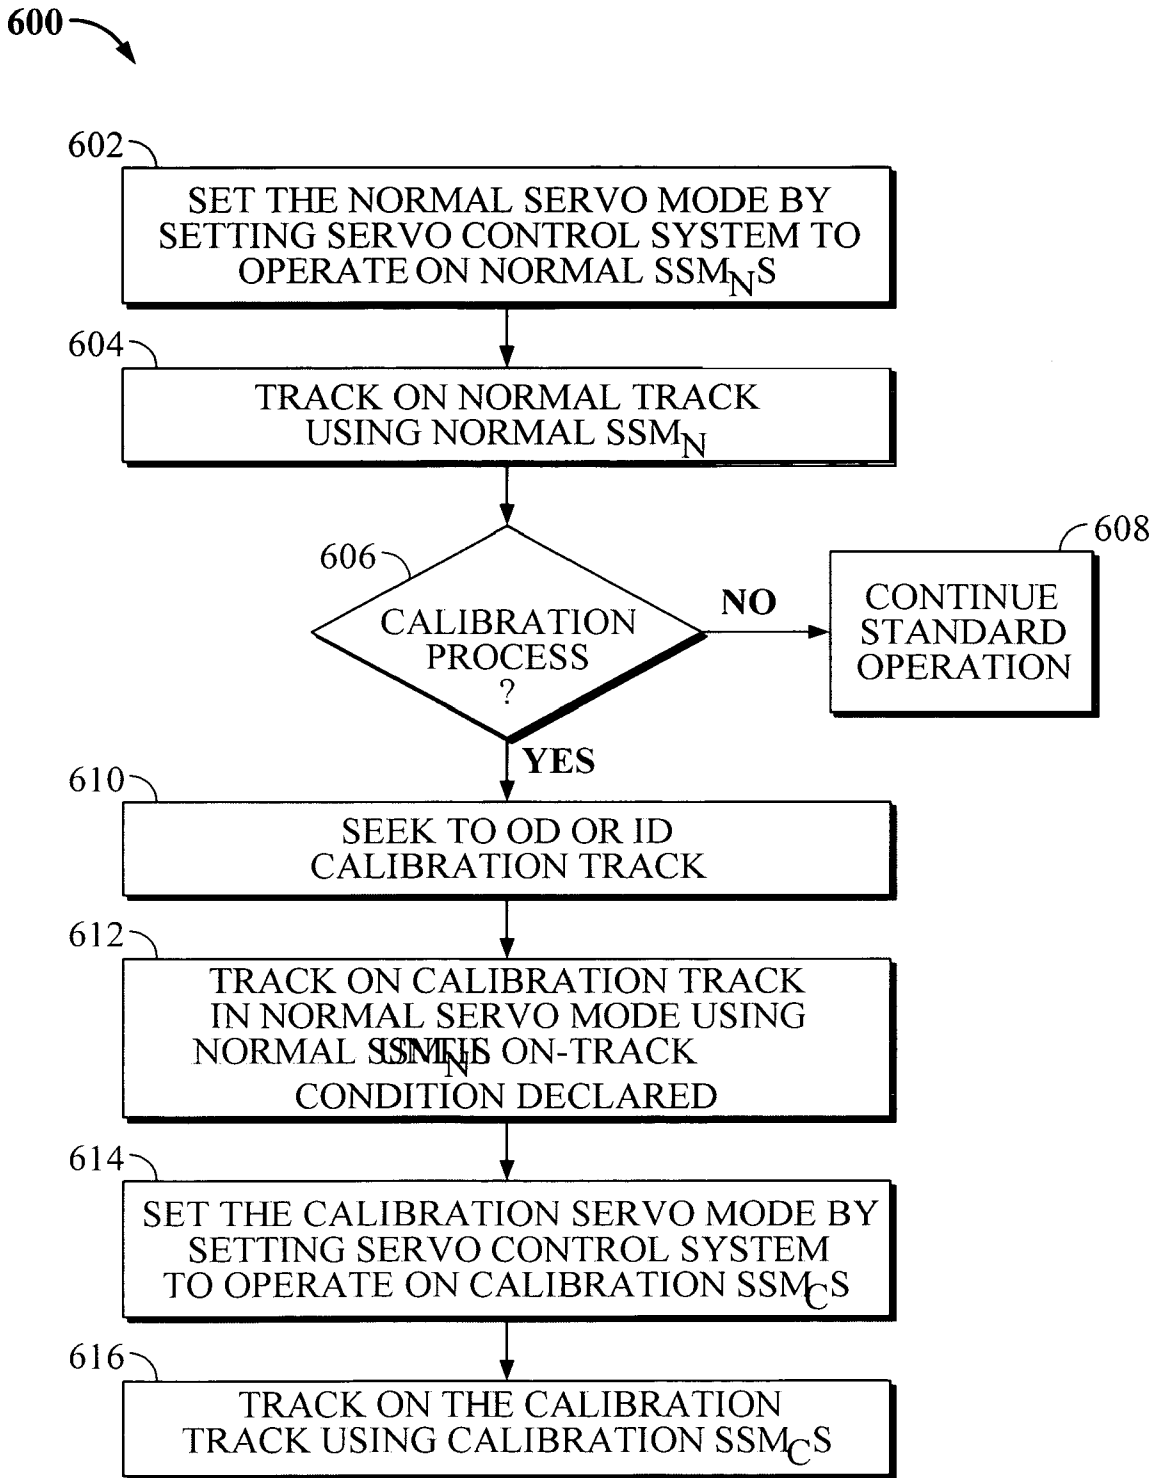 600
602
SET THE NORMAL SERVO MODE BY
SETTING SERVO CONTROL SYSTEM TO
OPERATE ON NORMAL SSMNS
604
TRACK ON NORMAL TRACK
USING NORMAL SSMN
606
CALIBRATION
PROCESS
?
NO
608
CONTINUE
STANDARD
OPERATION
YES
610
SEEK TO OD OR ID
CALIBRATION TRACK
612
TRACK ON CALIBRATION TRACK
IN NORMAL SERVO MODE USING
NORMAL ON-TRACK
CONDITION DECLARED
614
SET THE CALIBRATION SERVO MODE BY
SETTING SERVO CONTROL SYSTEM
TO OPERATE ON CALIBRATION SSMCS
616
TRACK ON THE CALIBRATION
TRACK USING CALIBRATION SSMCS